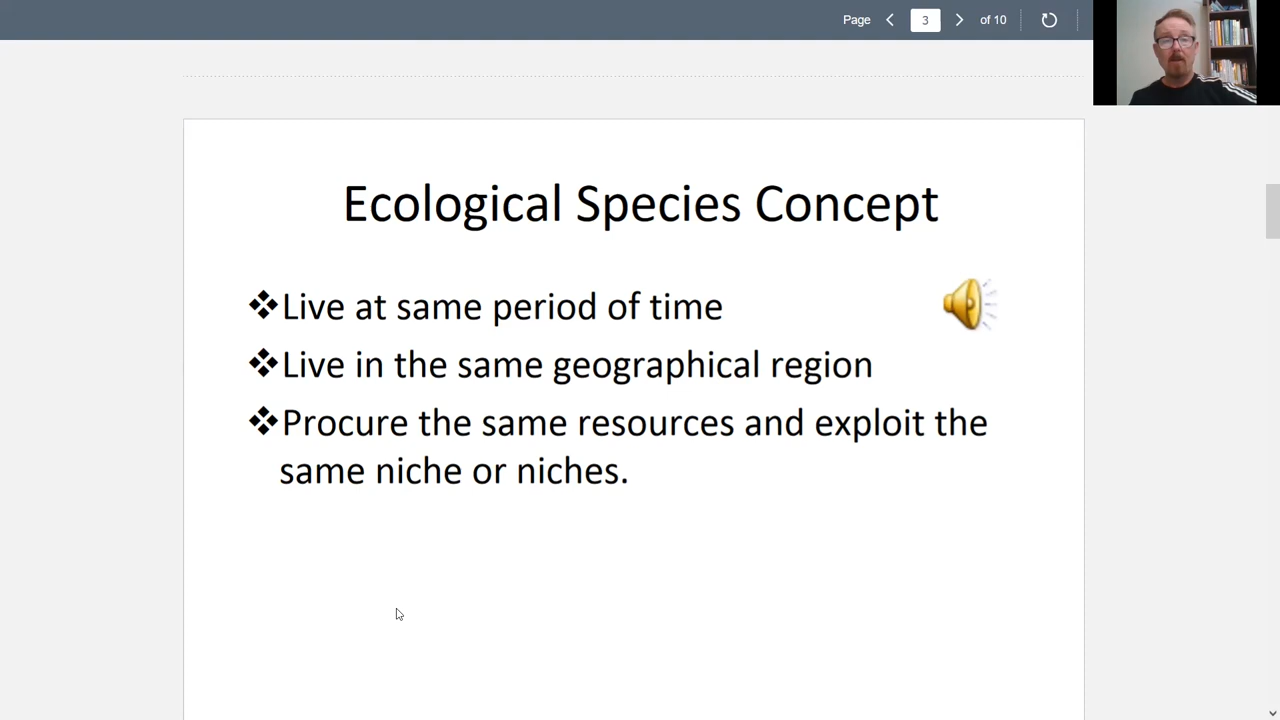 Page 3 of 10
Ecological Species Concept
❖Live at same period of time
❖Live in the same geographical region
❖Procure the same resources and exploit the
same niche or niches.